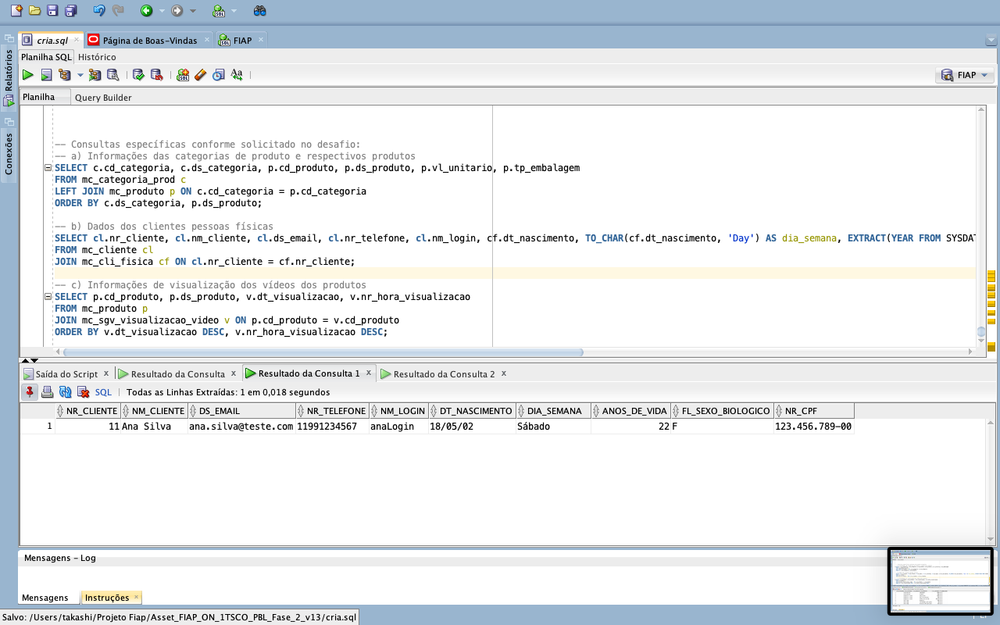 cria.sql
Página de Boas-Vindas
FIAP
Relatórios
Conexões
Planilha SQL Histórico
FIAP
Planilha Query Builder
-- Consultas específicas conforme solicitado no desafio:
-- a) Informações das categorias de produto e respectivos produtos
SELECT c.cd_categoria, c.ds_categoria, p.cd_produto, p.ds_produto, p.vl_unitario, p.tp_embalagem
FROM mc_categoria_prod c
LEFT JOIN mc_produto p ON c.cd_categoria = p.cd_categoria
ORDER BY c.ds_categoria, p.ds_produto;
-- b) Dados dos clientes pessoas físicas
SELECT cl.nr_cliente, cl.nm_cliente, cl.ds_email, cl.nr_telefone, cl.nm_login, cf.dt_nascimento, TO_CHAR(cf.dt_nascimento, 'Day') AS dia_semana, EXTRACT(YEAR FROM SYSDAT
FROM mc_cliente cl
JOIN mc_cli_fisica cf ON cl.nr_cliente = cf.nr_cliente;
-- c) Informações de visualização dos vídeos dos produtos
SELECT p.cd_produto, p.ds_produto, v.dt_visualizacao, v.nr_hora_visualizacao
FROM mc_produto p
JOIN mc_sgv_visualizacao_video v ON p.cd_produto = v.cd_produto
ORDER BY v.dt_visualizacao DESC, v.nr_hora_visualizacao DESC;
Saída do Script x Resultado da Consulta x Resultado da Consulta 1 x Resultado da Consulta 2 x
SQL Todas as Linhas Extraídas: 1 em 0,018 segundos
NR_CLIENTE NM_CLIENTE DS_EMAIL NR_TELEFONE NM_LOGIN DT_NASCIMENTO DIA_SEMANA ANOS_DE_VIDA FL_SEXO_BIOLOGICO NR_CPF
1 11 Ana Silva ana.silva@teste.com 11991234567 anaLogin 18/05/02 Sábado 22 F 123.456.789-00
Mensagens - Log
Mensagens Instruções
Salvo: /Users/takashi/Projeto Fiap/Asset_FIAP_ON_1TSCO_PBL_Fase_2_v13/cria.sql